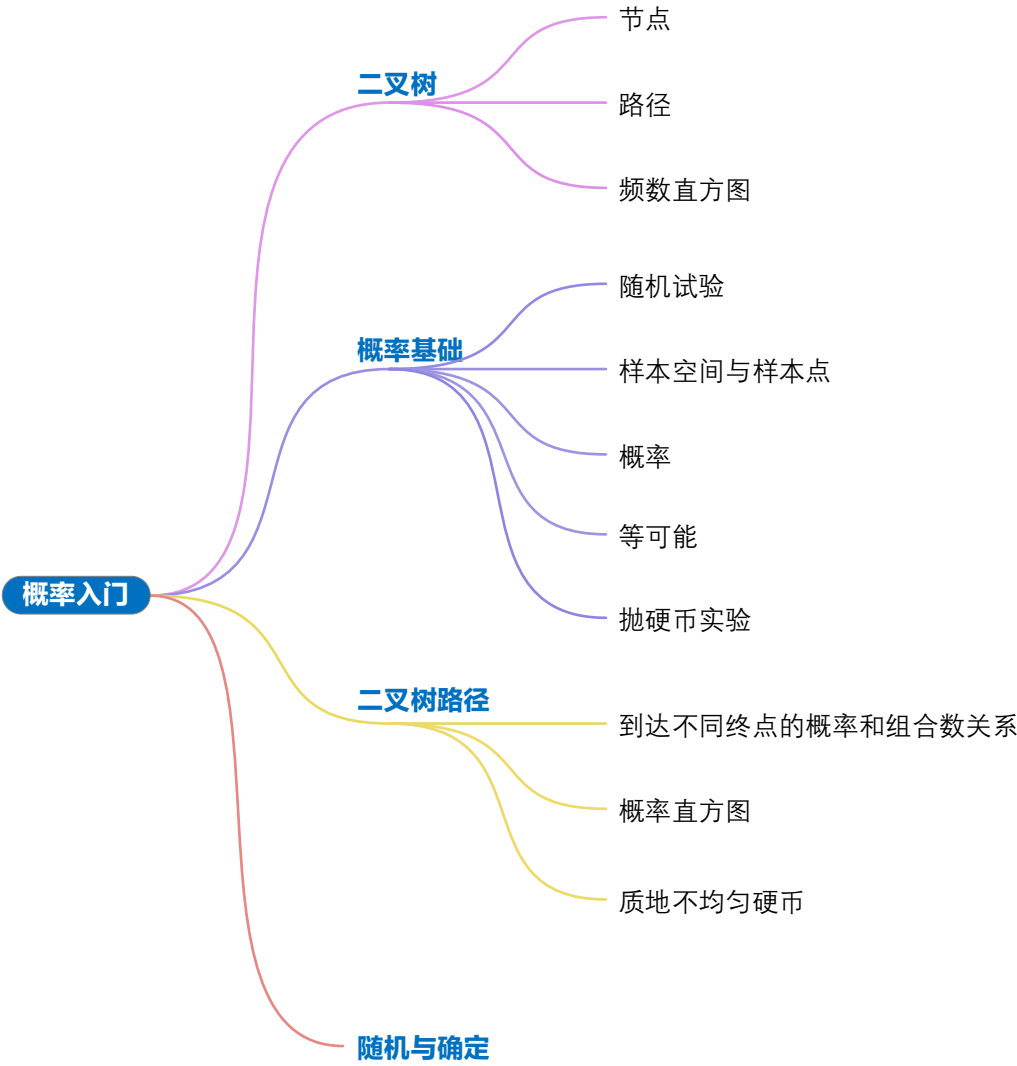 概率入门
二叉树
节点
路径
频数直方图
概率基础
随机试验
样本空间与样本点
概率
等可能
抛硬币实验
二叉树路径
到达不同终点的概率和组合数关系
概率直方图
质地不均匀硬币
随机与确定